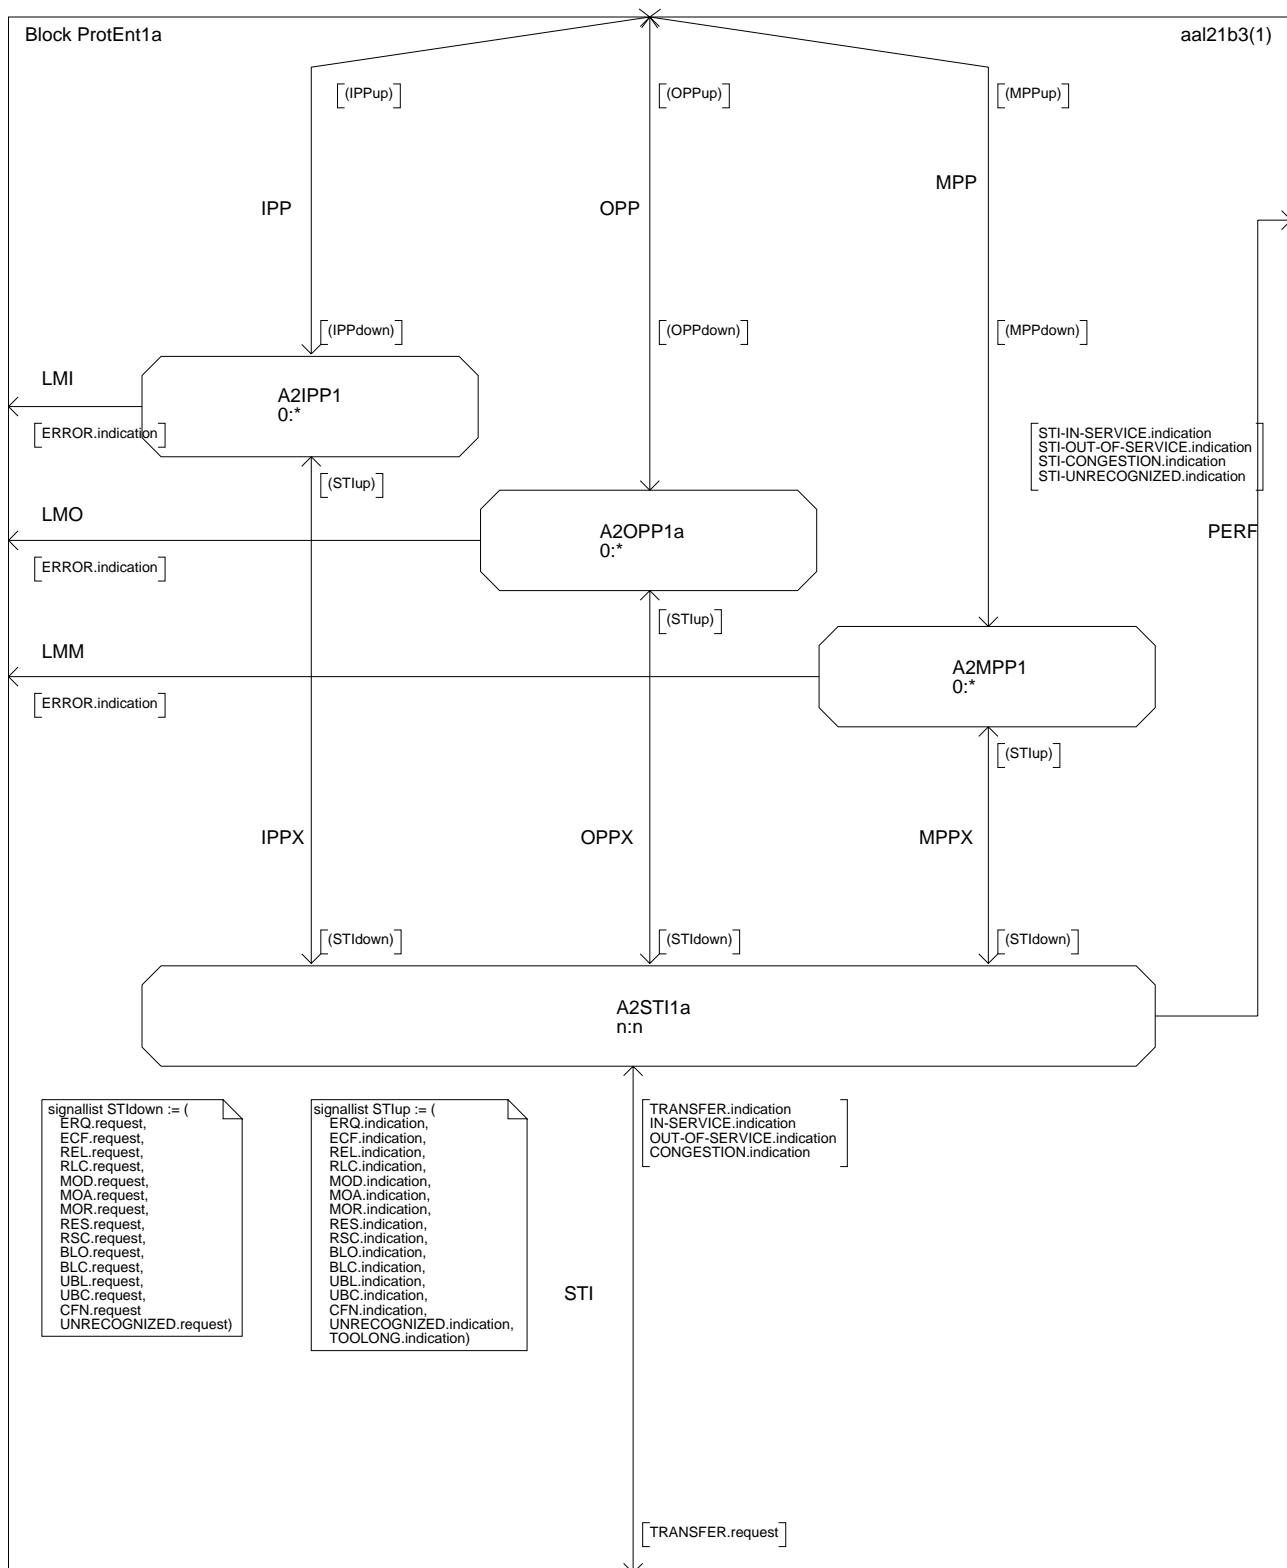 Block ProtEnt1a
aal21b3(1)
(IPPup)
(OPPup)
(MPPup)
IPP
OPP
MPP
(IPPdown)
(OPPdown)
(MPPdown)
LMI
A2IPP1
0:*
ERROR.indication
STI-IN-SERVICE.indication
STI-OUT-OF-SERVICE.indication
STI-CONGESTION.indication
STI-UNRECOGNIZED.indication
(STIup)
LMO
A2OPP1a
0:*
PERF
ERROR.indication
(STIup)
LMM
A2MPP1
0:*
ERROR.indication
(STIup)
IPPX
OPPX
MPPX
(STIdown)
(STIdown)
(STIdown)
A2STI1a
n:n
signallist STIdown := (
ERQ.request,
ECF.request,
REL.request,
RLC.request,
MOD.request,
MOA.request,
MOR.request,
RES.request,
RSC.request,
BLO.request,
BLC.request,
UBL.request,
UBC.request,
CFN.request
UNRECOGNIZED.request)
signallist STIup := (
ERQ.indication,
ECF.indication,
REL.indication,
RLC.indication,
MOD.indication,
MOA.indication,
MOR.indication,
RES.indication,
RSC.indication,
BLO.indication,
BLC.indication,
UBL.indication,
UBC.indication,
CFN.indication,
UNRECOGNIZED.indication,
TOOLONG.indication)
TRANSFER.indication
IN-SERVICE.indication
OUT-OF-SERVICE.indication
CONGESTION.indication
STI
TRANSFER.request